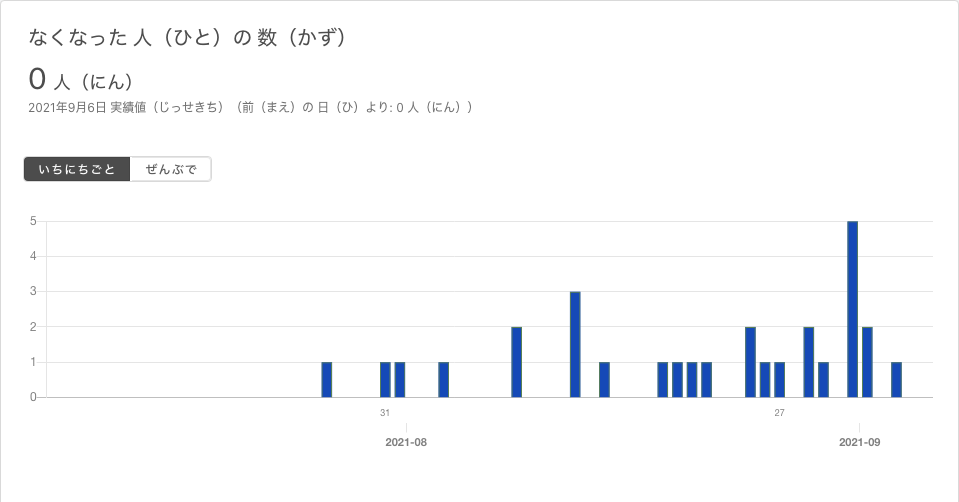 なくなった 人（ひと）の 数（かず）
0 人（にん）
2021年9月6日 実績値（じっせきち）（前（まえ）の 日（ひ）より: 0 人（にん））
いちにちごと ぜんぶで
5
4
3
2
1
0
31 27
2021-08 2021-09